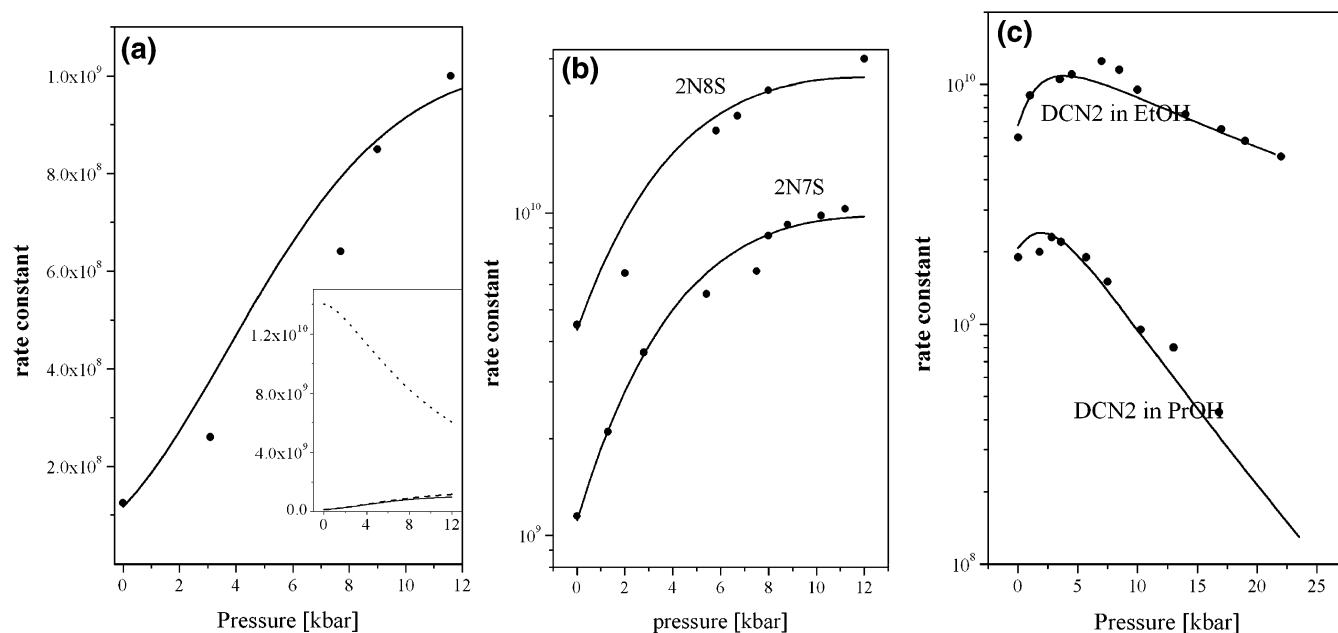 (a)
rate constant
1.0x10⁹
8.0x10⁸
6.0x10⁸
4.0x10⁸
2.0x10⁸
0 2 4 6 8 10 12
Pressure [kbar]
1.2x10¹⁰
8.0x10⁹
4.0x10⁹
0.0
0 4 8 12
(b)
2N8S
2N7S
rate constant
10¹⁰
10⁹
0 2 4 6 8 10 12
pressure [kbar]
(c)
DCN2 in EtOH
DCN2 in PrOH
rate constant
10¹⁰
10⁹
10⁸
0 5 10 15 20 25
Pressure [kbar]